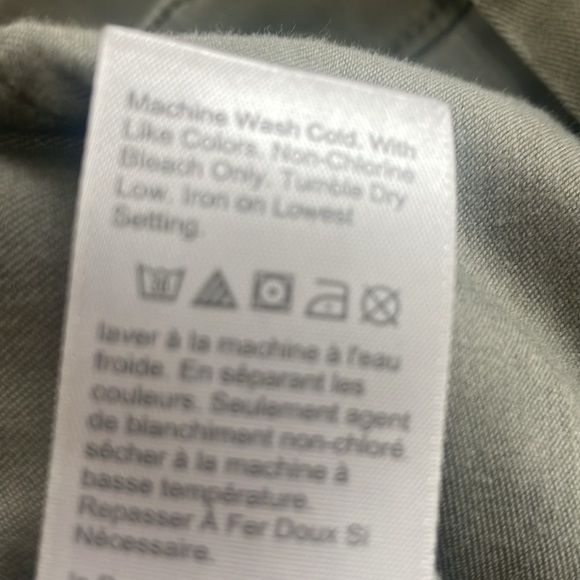 Machine Wash Cold. With
Like Colors. Non-Chlorine
Bleach Only. Tumble Dry
Low. Iron on Lowest
Setting.
laver à la machine à l'eau
froide. En séparant les
couleurs. Seulement agent
de blanchiment non-chloré.
sécher à la machine à
basse température.
Repasser À Fer Doux Si
Nécessaire.